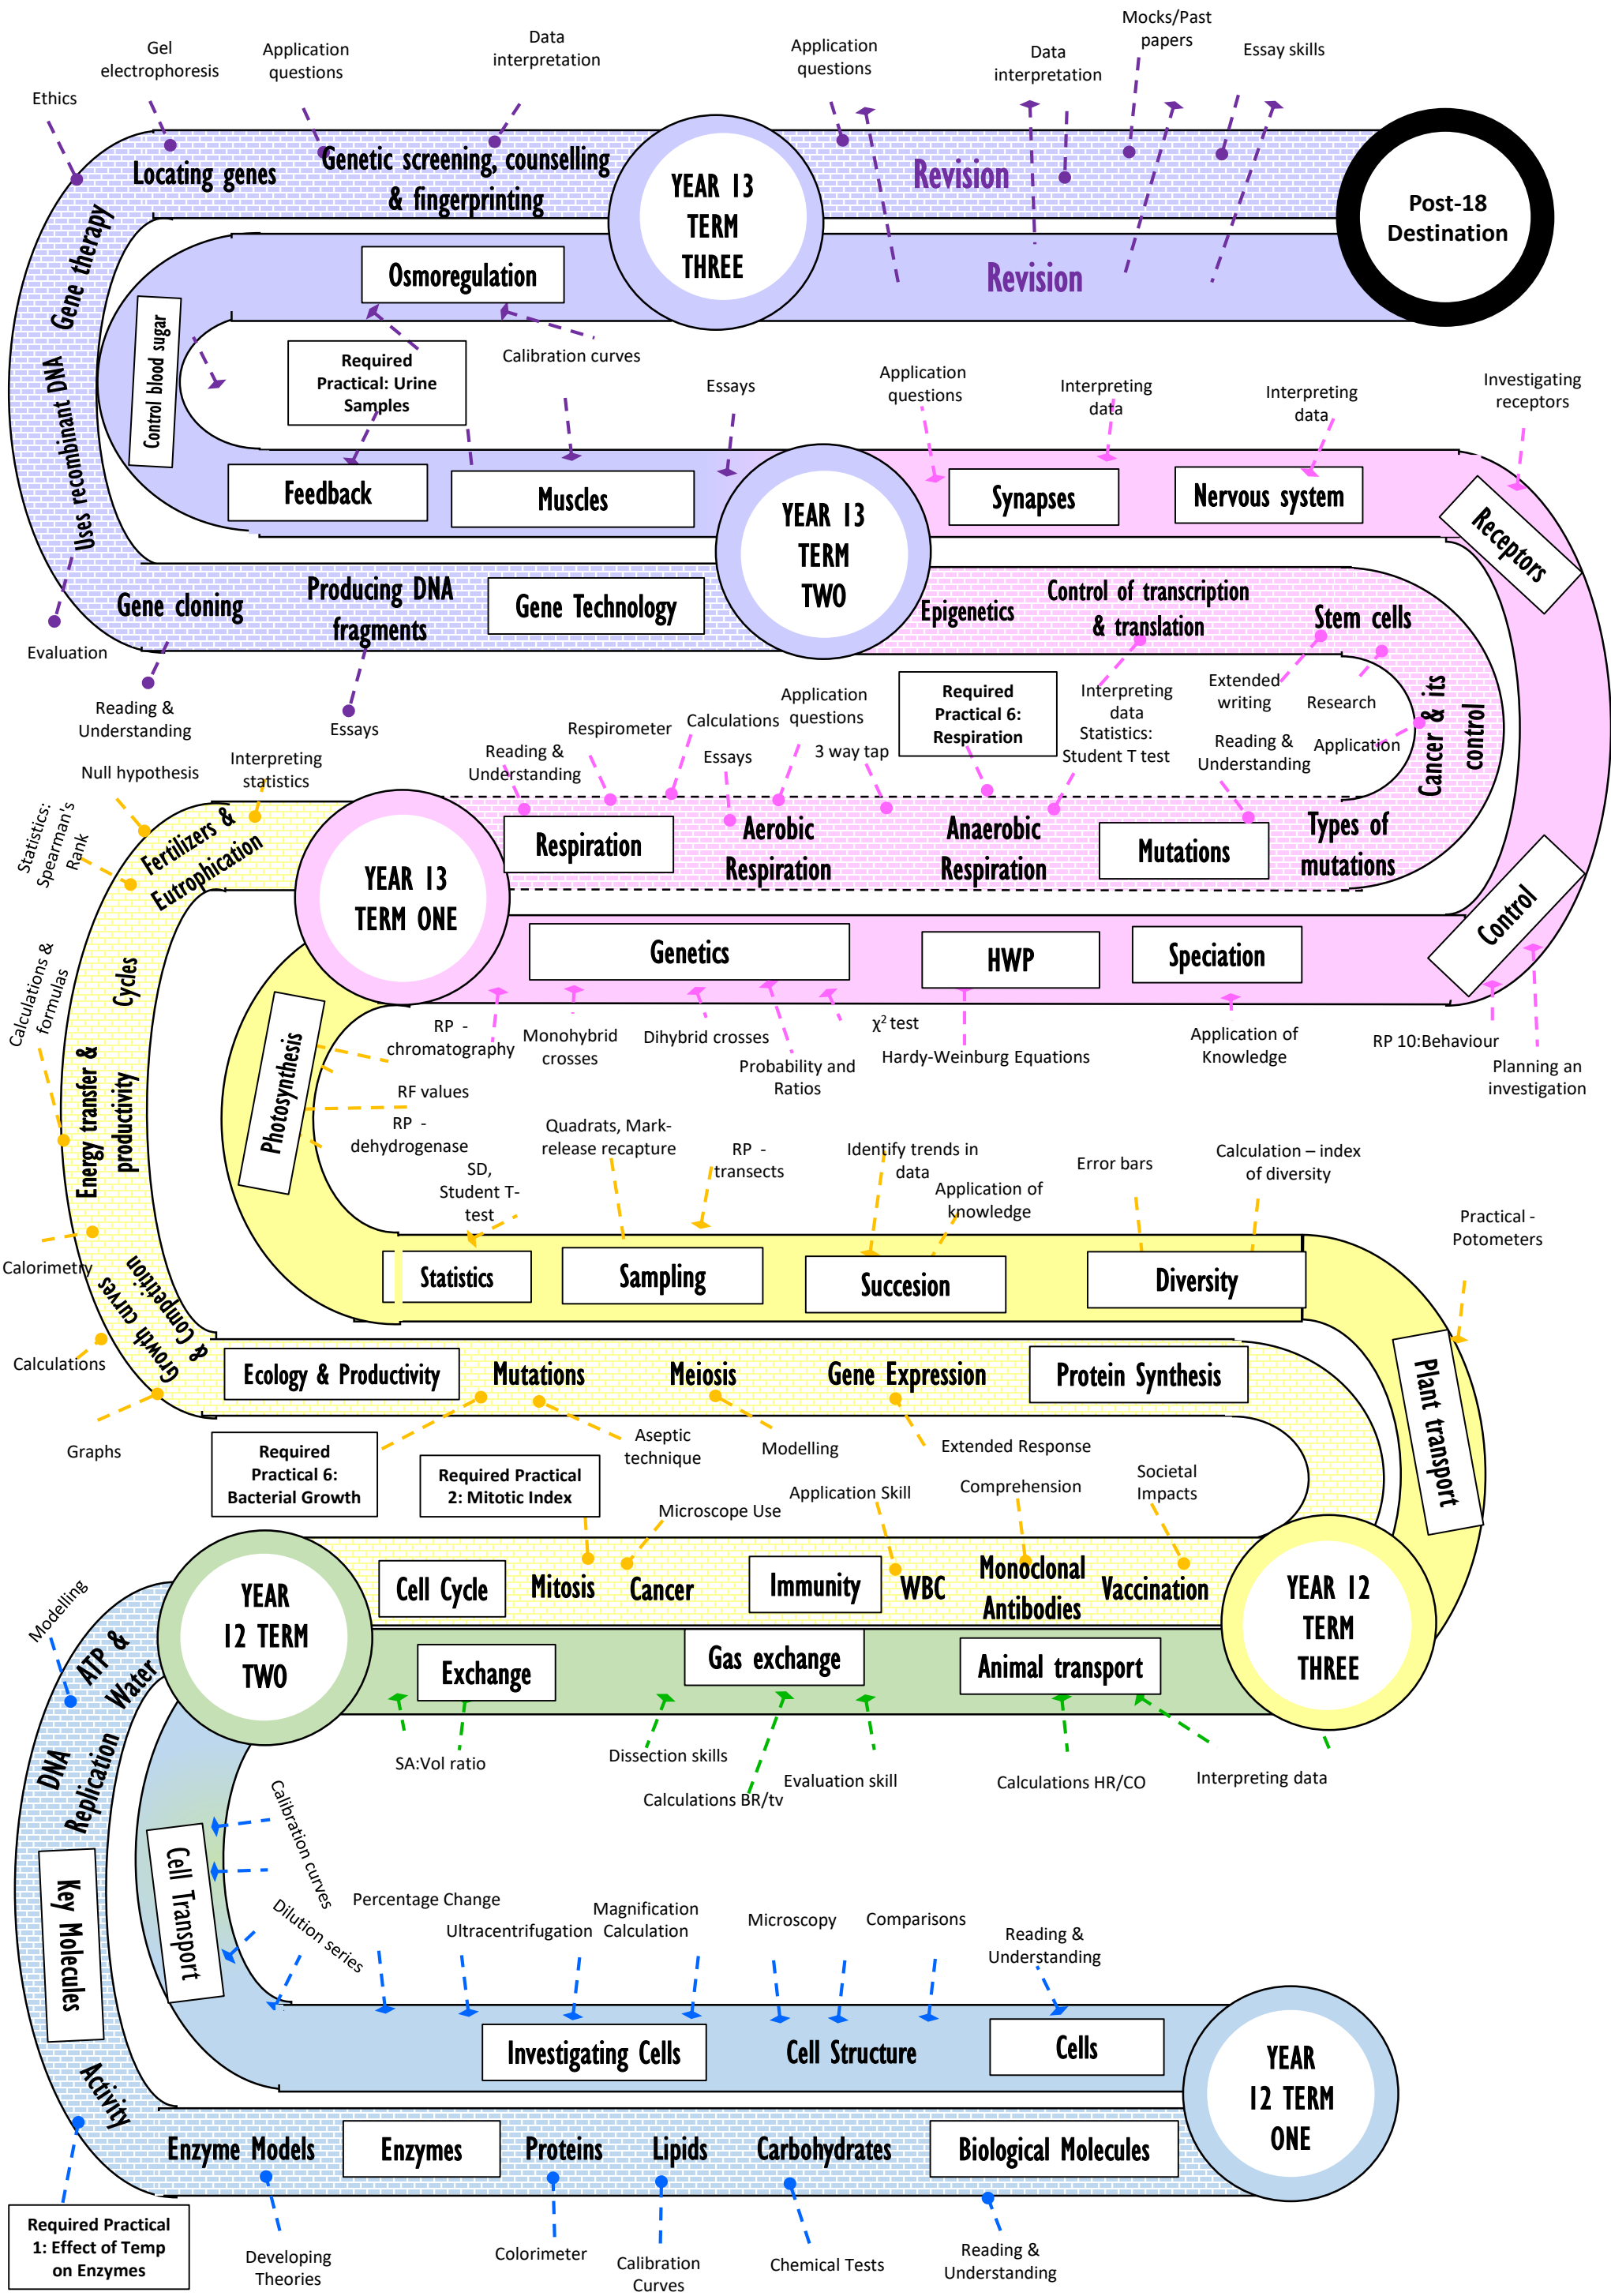 Mocks/Past
papers
Gel
electrophoresis
Application
questions
Data
interpretation
Application
questions
Data
interpretation
Essay skills
Ethics
Locating genes
Genetic screening, counselling
& fingerprinting
YEAR 13
TERM
THREE
Revision
Post-18
Destination
Gene therapy
Osmoregulation
Revision
Control blood sugar
Required
Practical: Urine
Samples
Calibration curves
Essays
Application
questions
Interpreting
data
Interpreting
data
Investigating
receptors
Uses recombinant DNA
Feedback
Muscles
YEAR 13
TERM
TWO
Synapses
Nervous system
Receptors
Gene cloning
Producing DNA
fragments
Gene Technology
Epigenetics
Control of transcription
& translation
Stem cells
Evaluation
Reading &
Understanding
Essays
Required
Practical 6:
Respiration
Interpreting
data
Statistics:
Student T test
Extended
writing
Research
Reading &
Understanding
Application
Cancer & its
control
Reading &
Understanding
Respirometer
Calculations
Essays
Application
questions
3 way tap
Null hypothesis
Interpreting
statistics
Statistics:
Spearman's
Rank
Fertilizers &
Eutrophication
YEAR 13
TERM ONE
Respiration
Aerobic
Respiration
Anaerobic
Respiration
Mutations
Types of
mutations
Control
Genetics
HWP
Speciation
Calculations &
formulas
Cycles
Photosynthesis
RP -
chromatography
Monohybrid
crosses
Dihybrid crosses
Probability and
Ratios
χ² test
Hardy-Weinburg Equations
Application of
Knowledge
RP 10:Behaviour
Planning an
investigation
Energy transfer &
productivity
RF values
RP -
dehydrogenase
SD,
Student T-
test
Quadrats, Mark-
release recapture
RP -
transects
Identify trends in
data
Application of
knowledge
Error bars
Calculation – index
of diversity
Practical -
Potometers
Calorimetry
Statistics
Sampling
Succesion
Diversity
Growth curves
& Competition
Plant transport
Calculations
Ecology & Productivity
Mutations
Meiosis
Gene Expression
Protein Synthesis
Graphs
Required
Practical 6:
Bacterial Growth
Required Practical
2: Mitotic Index
Aseptic
technique
Modelling
Extended Response
Microscope Use
Application Skill
Comprehension
Societal
Impacts
YEAR
12 TERM
TWO
Cell Cycle
Mitosis
Cancer
Immunity
WBC
Monoclonal
Antibodies
Vaccination
YEAR 12
TERM
THREE
Modelling
ATP &
Water
Exchange
Gas exchange
Animal transport
SA:Vol ratio
Dissection skills
Calculations BR/tv
Evaluation skill
Calculations HR/CO
Interpreting data
DNA
Replication
Calibration curves
Cell Transport
Dilution series
Key Molecules
Percentage Change
Ultracentrifugation
Magnification
Calculation
Microscopy
Comparisons
Reading &
Understanding
Investigating Cells
Cell Structure
Cells
YEAR
12 TERM
ONE
Activity
Enzyme Models
Enzymes
Proteins
Lipids
Carbohydrates
Biological Molecules
Required Practical
1: Effect of Temp
on Enzymes
Developing
Theories
Colorimeter
Calibration
Curves
Chemical Tests
Reading &
Understanding